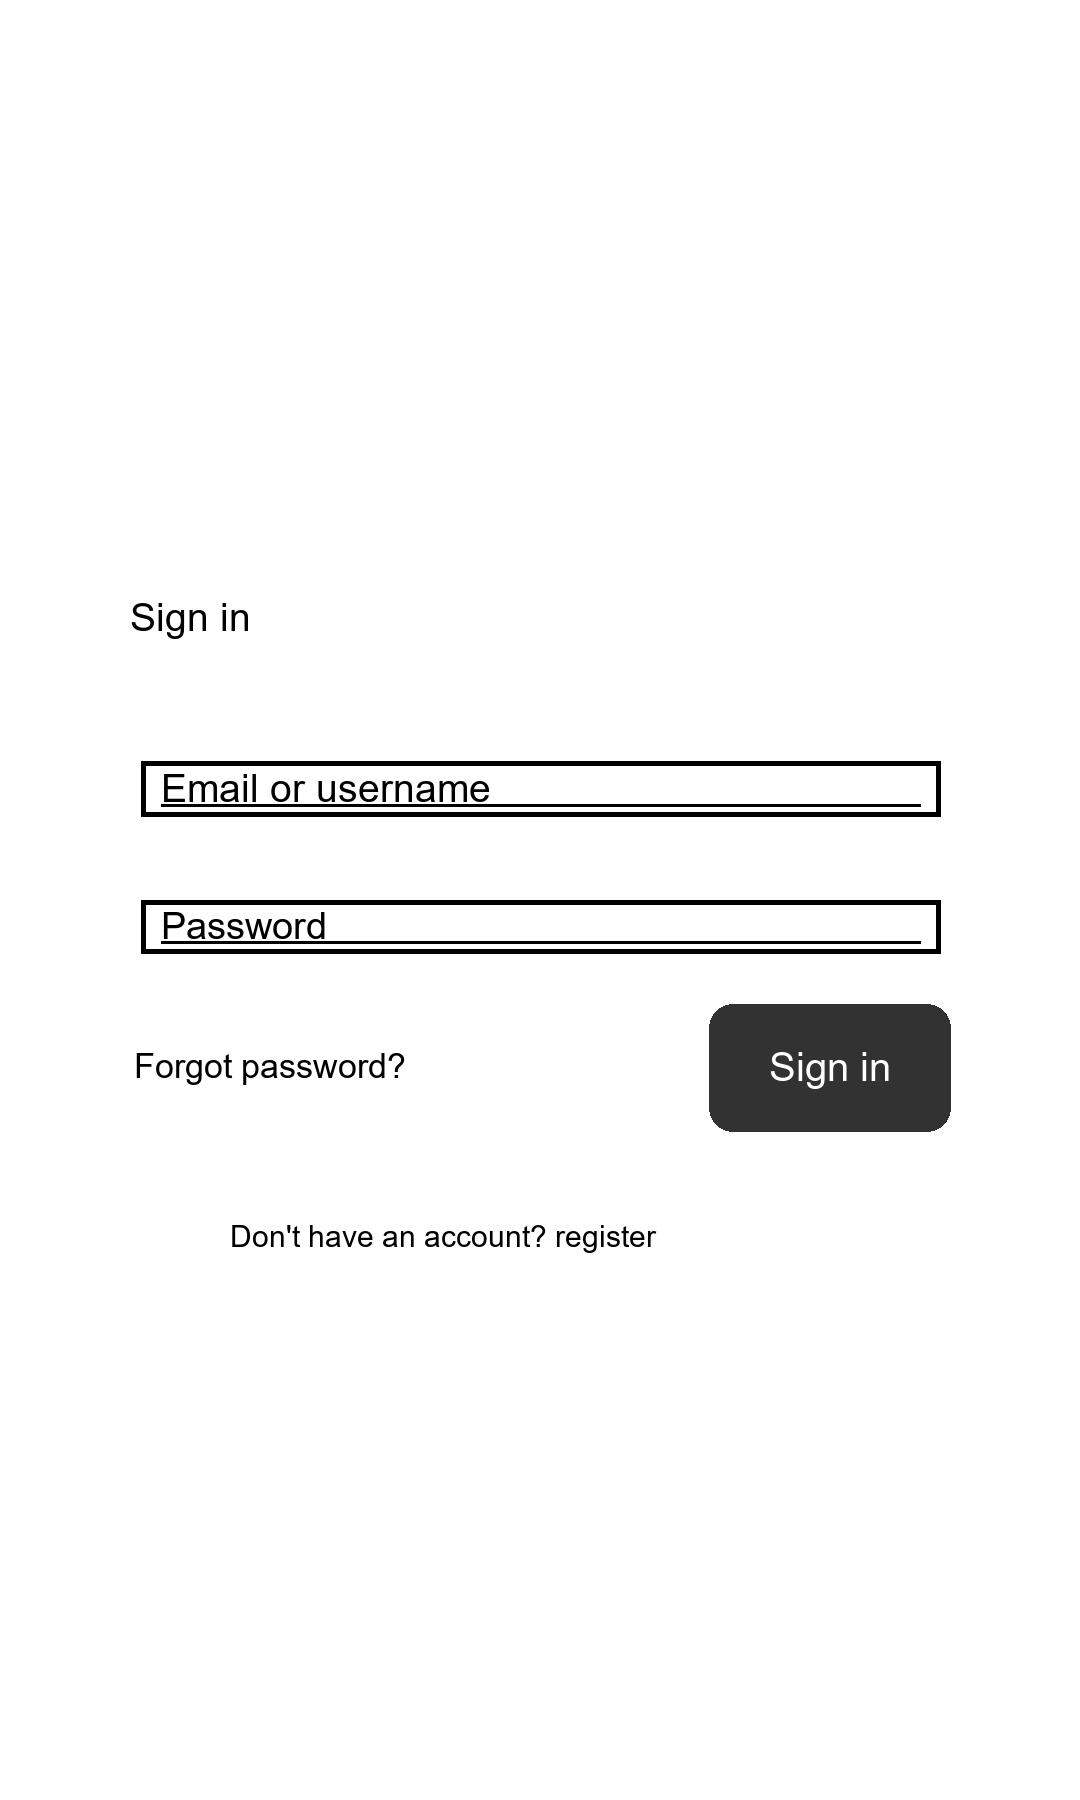 Sign in
Email or username
Password
Forgot password?
Sign in
Don't have an account? register